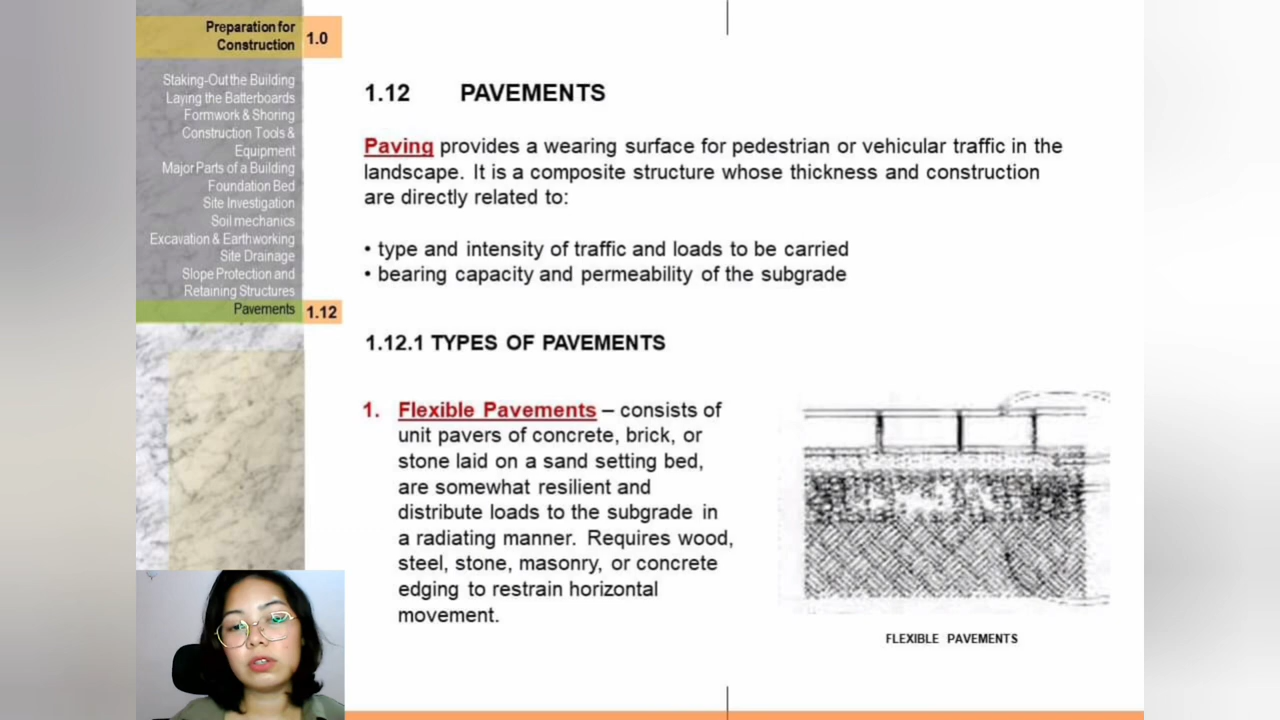 Preparation for
Construction
1.0
Staking-Out the Building
Laying the Batterboards
Formwork & Shoring
Construction Tools &
Equipment
Major Parts of a Building
Foundation Bed
Site Investigation
Soil mechanics
Excavation & Earthworking
Site Drainage
Slope Protection and
Retaining Structures
Pavements
1.12
1.12 PAVEMENTS
Paving provides a wearing surface for pedestrian or vehicular traffic in the
landscape. It is a composite structure whose thickness and construction
are directly related to:
• type and intensity of traffic and loads to be carried
• bearing capacity and permeability of the subgrade
1.12.1 TYPES OF PAVEMENTS
1. Flexible Pavements – consists of
unit pavers of concrete, brick, or
stone laid on a sand setting bed,
are somewhat resilient and
distribute loads to the subgrade in
a radiating manner. Requires wood,
steel, stone, masonry, or concrete
edging to restrain horizontal
movement.
FLEXIBLE PAVEMENTS